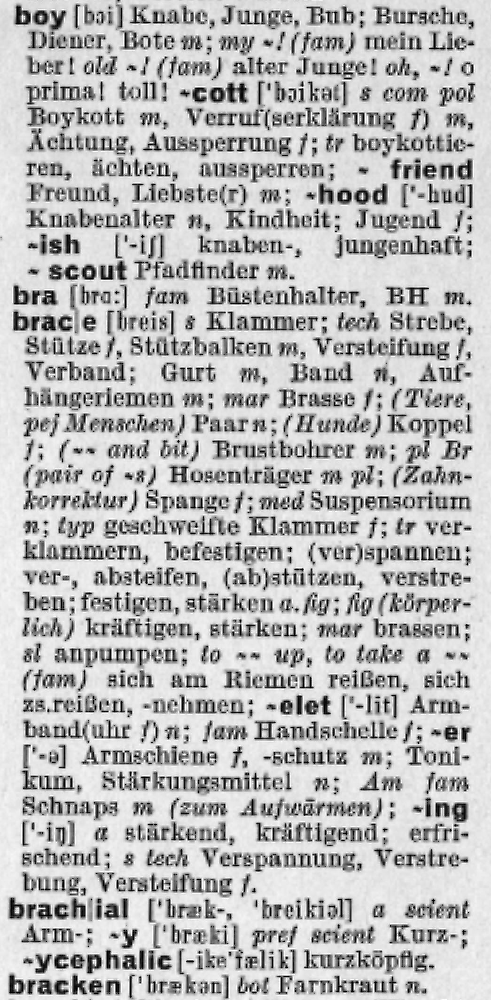 boy [bɔi] Knabe, Junge, Bub; Bursche,
Diener, Bote m; my ~! (fam) mein Lie-
ber! old ~! (fam) alter Junge! oh, ~! o
prima! toll! ~cott ['bɔikət] s com pol
Boykott m, Verruf(serklärung f) m,
Ächtung, Aussperrung f; tr boykottie-
ren, ächten, aussperren; ~ friend
Freund, Liebste(r) m; ~hood ['-hud]
Knabenalter n, Kindheit; Jugend f;
~ish ['-iʃ] knaben-, jungenhaft;
~ scout Pfadfinder m.
bra [brɑ:] fam Büstenhalter, BH m.
brac|e [breis] s Klammer; tech Strebe,
Stütze f, Stützbalken m, Versteifung f,
Verband; Gurt m, Band n, Auf-
hängeriemen m; mar Brasse f; (Tiere,
pej Menschen) Paar n; (Hunde) Koppel
f; (~~ and bit) Brustbohrer m; pl Br
(pair of ~s) Hosenträger m pl; (Zahn-
korrektur) Spange f; med Suspensorium
n; typ geschweifte Klammer f; tr ver-
klammern, befestigen; (ver)spannen;
ver-, absteifen, (ab)stützen, verstre-
ben; festigen, stärken a. fig; fig (körper-
lich) kräftigen, stärken; mar brassen;
sl anpumpen; to ~~ up, to take a ~~
(fam) sich am Riemen reißen, sich
zs.reißen, -nehmen; ~elet ['-lit] Arm-
band(uhr f) n; fam Handschelle f; ~er
['-ə] Armschiene f, -schutz m; Toni-
kum, Stärkungsmittel n; Am fam
Schnaps m (zum Aufwärmen); ~ing
['-iŋ] a stärkend, kräftigend; erfri-
schend; s tech Verspannung, Verstre-
bung, Versteifung f.
brach|ial ['bræk-, 'breikiəl] a scient
Arm-; ~y ['bræki] pref scient Kurz-;
~ycephalic [-ike'fælik] kurzköpfig.
bracken ['brækən] bot Farnkraut n.